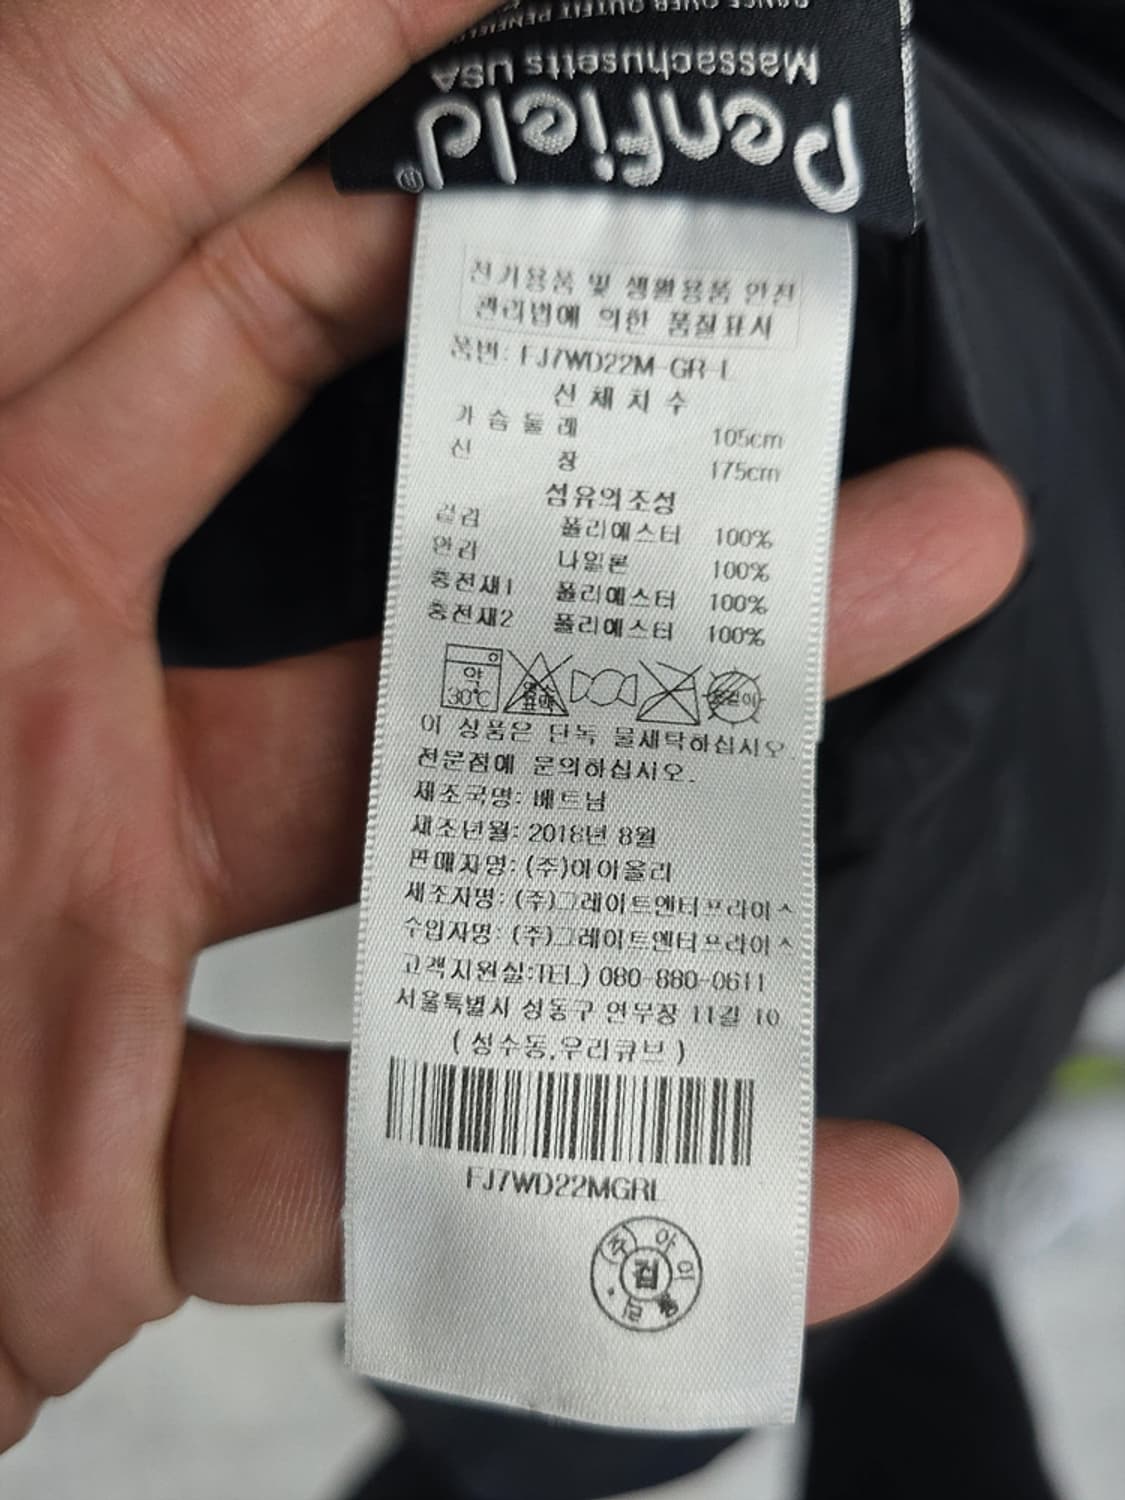 Penfield®
Massachusetts USA
전기용품 및 생활용품 안전
관리법에 의한 품질표시
품번: FJ7WD22M-GR-L
신체치수
가슴둘레 105cm
신장 175cm
섬유의조성
겉감 폴리에스터 100%
안감 나일론 100%
충전재1 폴리에스터 100%
충전재2 폴리에스터 100%
약 30℃ 염소 표백 옷걸이
이 상품은 단독 물세탁하십시오.
전문점에 문의하십시오.
제조국명: 베트남
제조년월: 2018년 8월
판매자명: (주)아이올리
제조자명: (주)그레이트엔터프라이스
수입자명: (주)그레이트엔터프라이스
고객지원실:TEL) 080-880-0611
서울특별시 성동구 연무장 11길 10
(성수동,우리큐브)
FJ7WD22MGRL
검